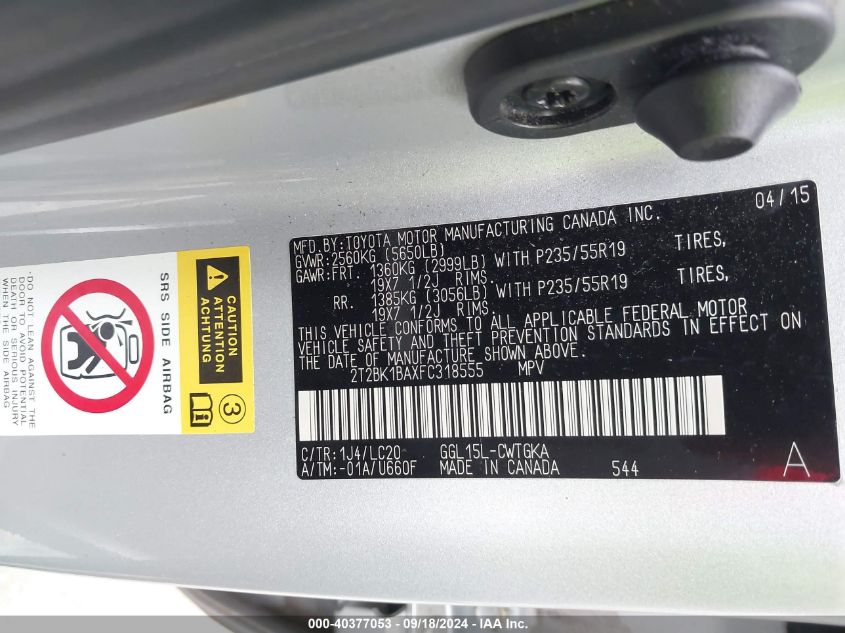 04/15
MFD.BY:TOYOTA MOTOR MANUFACTURING CANADA INC.
GVWR:2560KG (5650LB)
GAWR:FRT. 1360KG (2999LB) WITH P235/55R19 TIRES,
19X7 1/2J RIMS.
RR. 1385KG (3056LB) WITH P235/55R19 TIRES,
19X7 1/2J RIMS.
THIS VEHICLE CONFORMS TO ALL APPLICABLE FEDERAL MOTOR
VEHICLE SAFETY AND THEFT PREVENTION STANDARDS IN EFFECT ON
THE DATE OF MANUFACTURE SHOWN ABOVE.
2T2BK1BAXFC318555 MPV
C/TR:1J4/LC20 GGL15L-CWTGKA
A/TM:-01A/U660F MADE IN CANADA 544 A
CAUTION
ATTENTION
3
SRS SIDE AIRBAG
DO NOT LEAN AGAINST THE
DOOR TO AVOID POTENTIAL
DEATH OR SERIOUS INJURY
WHEN THE SIDE AIRBAG
000-40377053 - 09/18/2024 - IAA Inc.